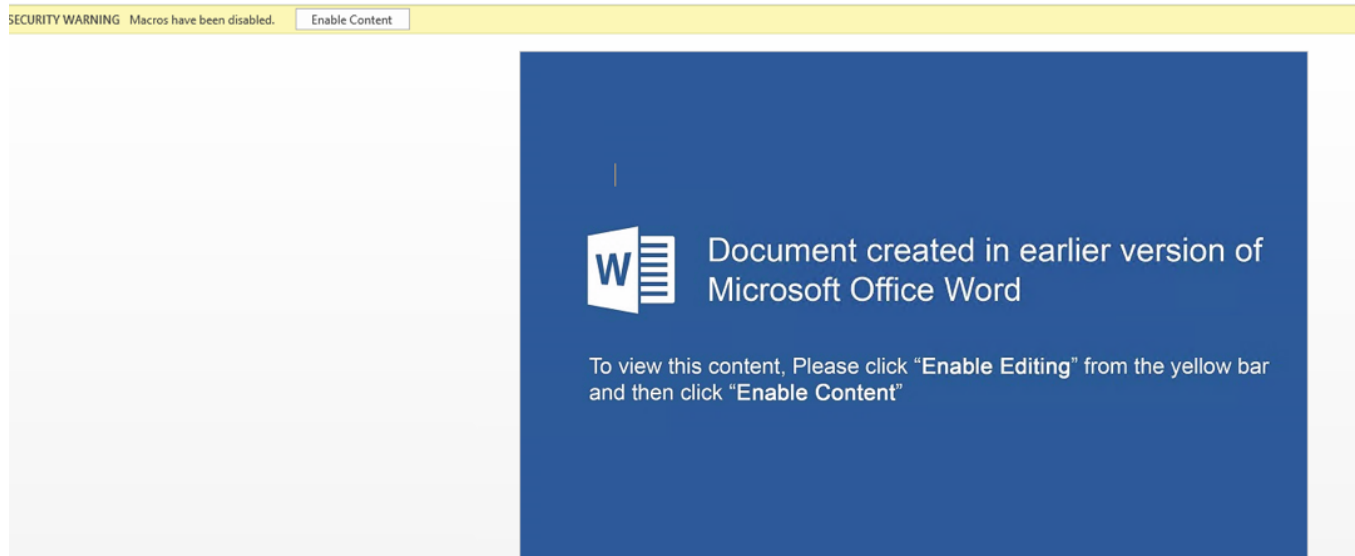 SECURITY WARNING Macros have been disabled. Enable Content
W
Document created in earlier version of
Microsoft Office Word
To view this content, Please click “Enable Editing” from the yellow bar
and then click “Enable Content”